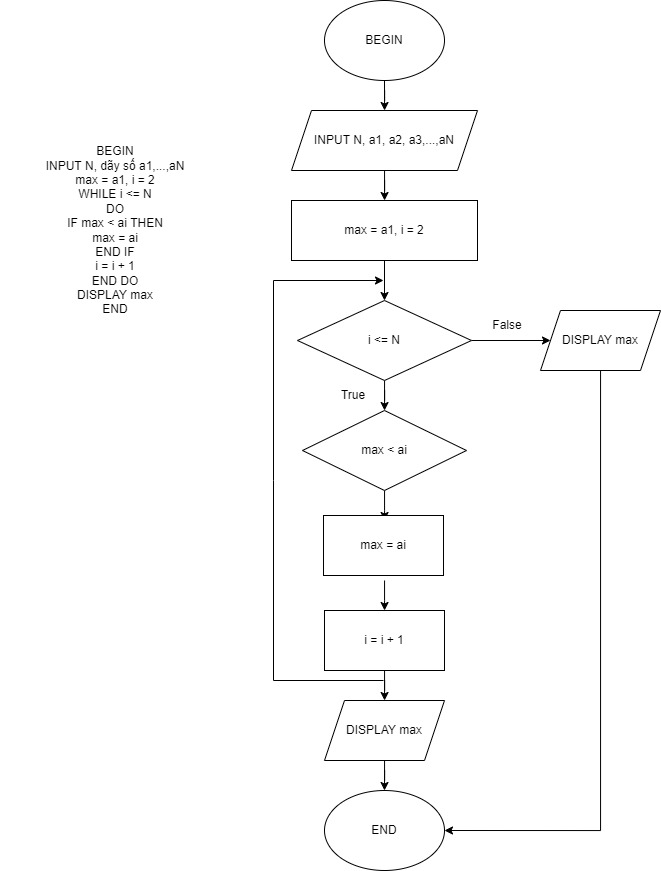 BEGIN
INPUT N, dãy số a1,...,aN
max = a1, i = 2
WHILE i <= N
DO
IF max < ai THEN
max = ai
END IF
i = i + 1
END DO
DISPLAY max
END
BEGIN
INPUT N, a1, a2, a3,...,aN
max = a1, i = 2
i <= N
False
DISPLAY max
True
max < ai
max = ai
i = i + 1
DISPLAY max
END